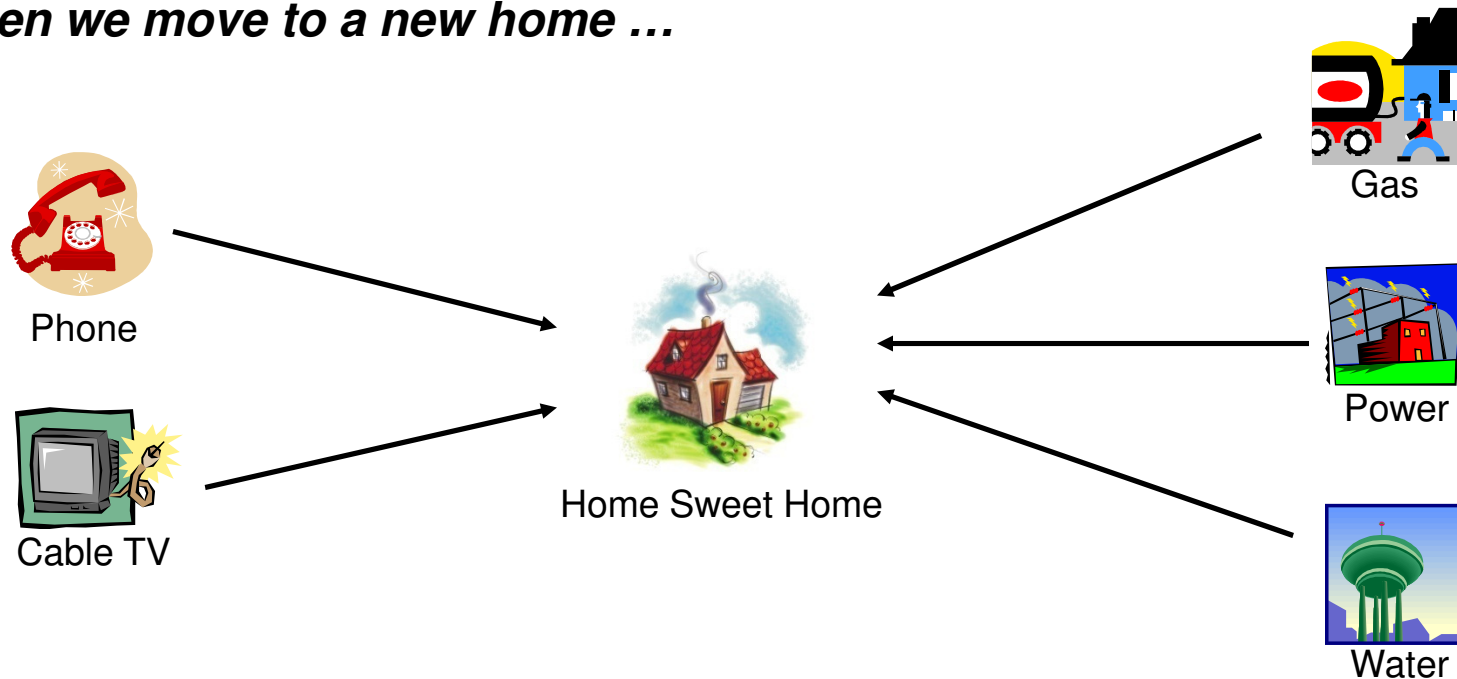 en we move to a new home …
Gas
Phone
Power
Home Sweet Home
Cable TV
Water